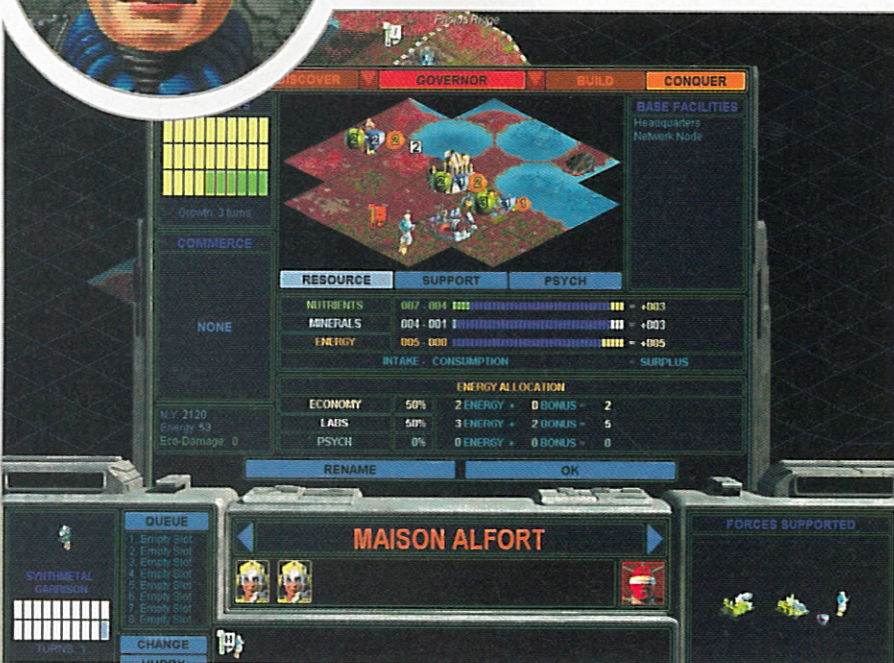 DISCOVER GOVERNOR BUILD CONQUER
BASE FACILITIES
Headquarters
Network Node
2 2 2 2
Growth: 3 turns
COMMERCE
NONE
RESOURCE SUPPORT PSYCH
NUTRIENTS 007 - 004 = +003
MINERALS 004 - 001 = +003
ENERGY 005 - 000 = +005
INTAKE - CONSUMPTION = SURPLUS
ENERGY ALLOCATION
ECONOMY 50% 2 ENERGY + 0 BONUS = 2
LABS 50% 3 ENERGY + 2 BONUS = 5
PSYCH 0% 0 ENERGY + 0 BONUS = 0
M.Y. 2120
Energy: 53
Eco-Damage: 0
RENAME OK
QUEUE
1. Empty Slot
2. Empty Slot
3. Empty Slot
4. Empty Slot
5. Empty Slot
6. Empty Slot
7. Empty Slot
8. Empty Slot
SYNTHMETAL
GARRISON
TURNS: 1
CHANGE
HURRY
MAISON ALFORT
FORCES SUPPORTED